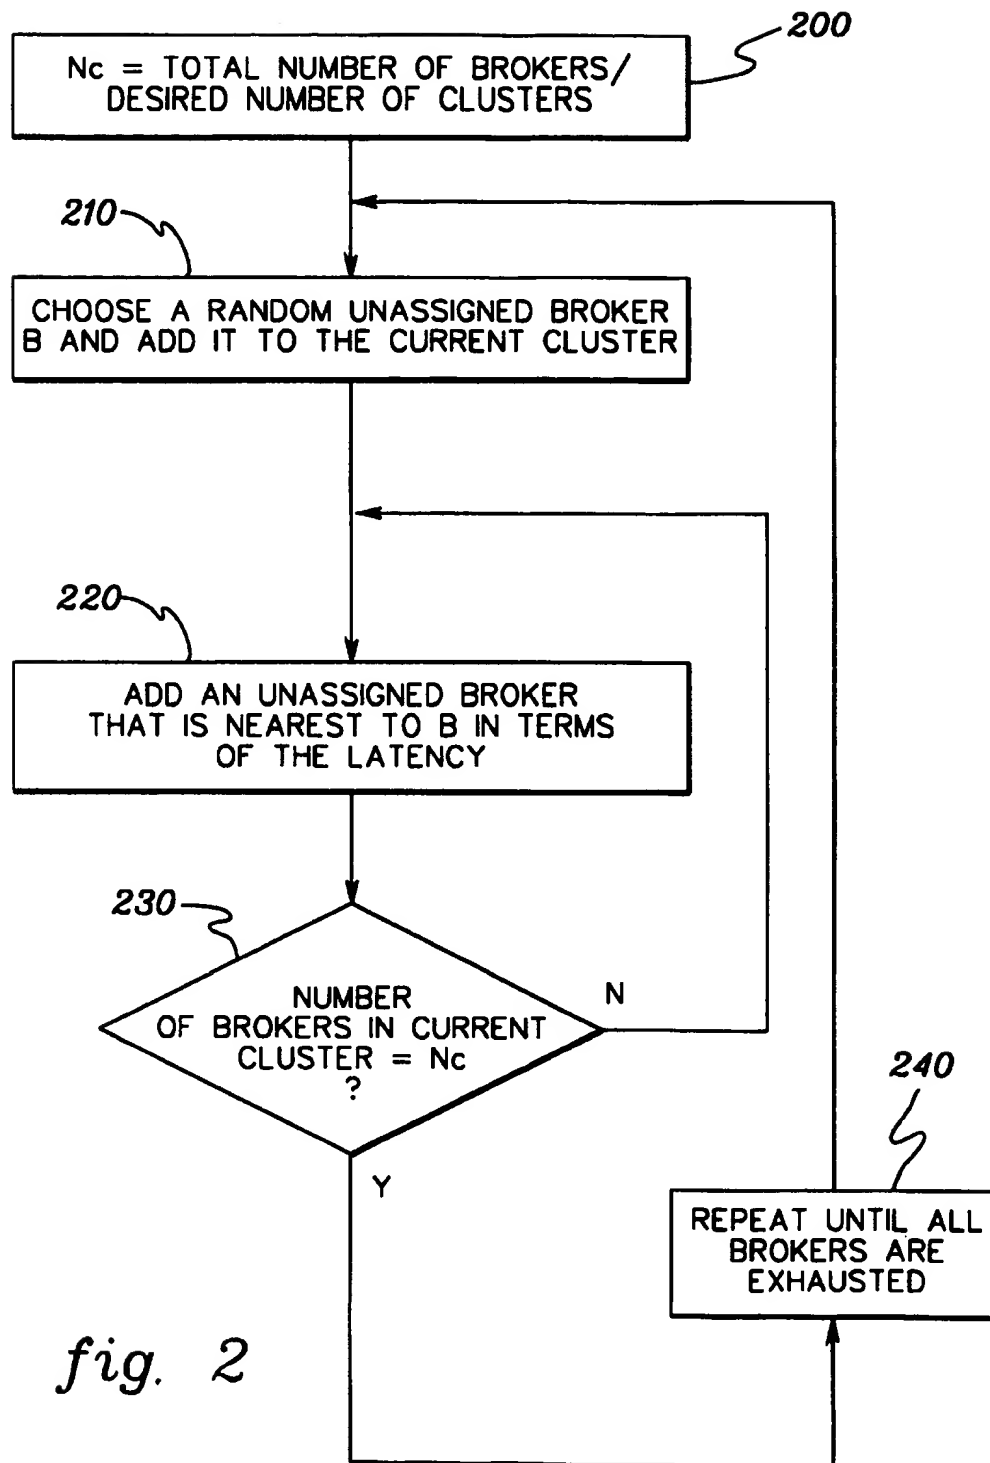 200
Nc = TOTAL NUMBER OF BROKERS/
DESIRED NUMBER OF CLUSTERS
210
CHOOSE A RANDOM UNASSIGNED BROKER
B AND ADD IT TO THE CURRENT CLUSTER
220
ADD AN UNASSIGNED BROKER
THAT IS NEAREST TO B IN TERMS
OF THE LATENCY
230
NUMBER
OF BROKERS IN CURRENT
CLUSTER = Nc
?
N
Y
240
REPEAT UNTIL ALL
BROKERS ARE
EXHAUSTED
fig. 2